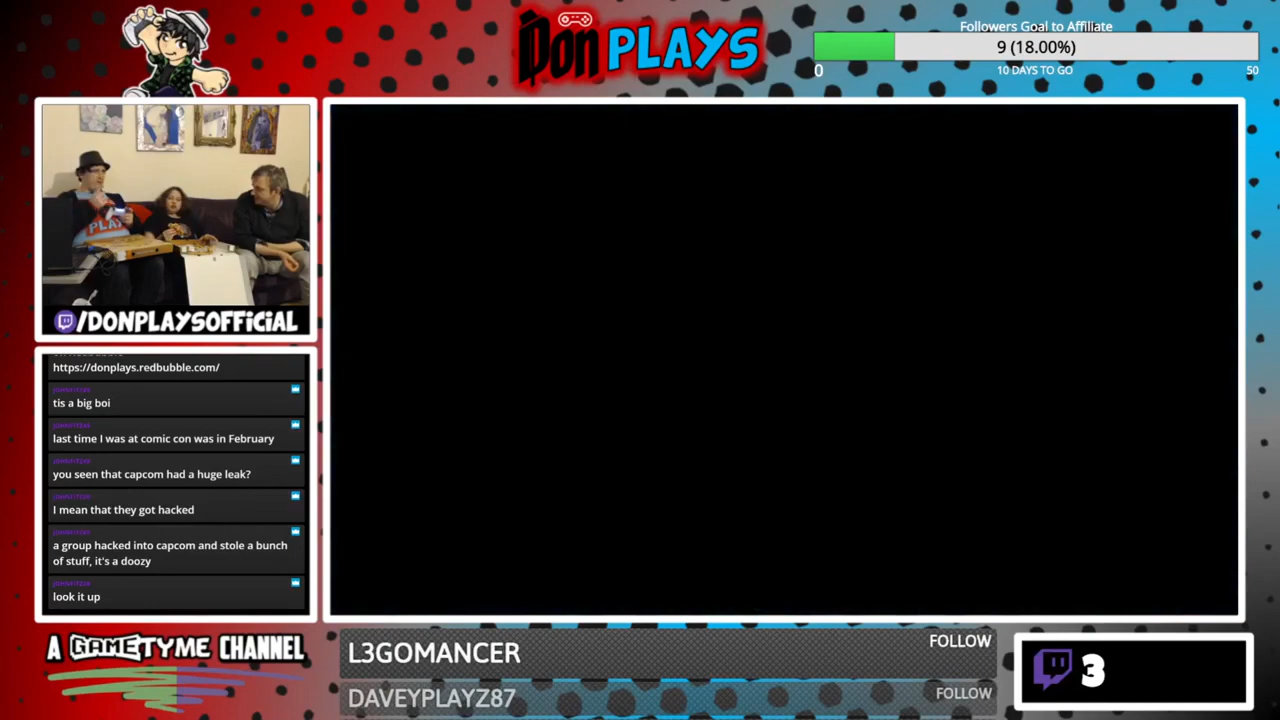 Don PLAYS
Followers Goal to Affiliate
9 (18.00%)
0
10 DAYS TO GO
50
PLAY
/DONPLAYSOFFICIAL
https://donplays.redbubble.com/
tis a big boi
last time I was at comic con was in February
you seen that capcom had a huge leak?
I mean that they got hacked
a group hacked into capcom and stole a bunch
of stuff, it's a doozy
look it up
A GAMETYME CHANNEL
L3GOMANCER
FOLLOW
DAVEYPLAYZ87
FOLLOW
3